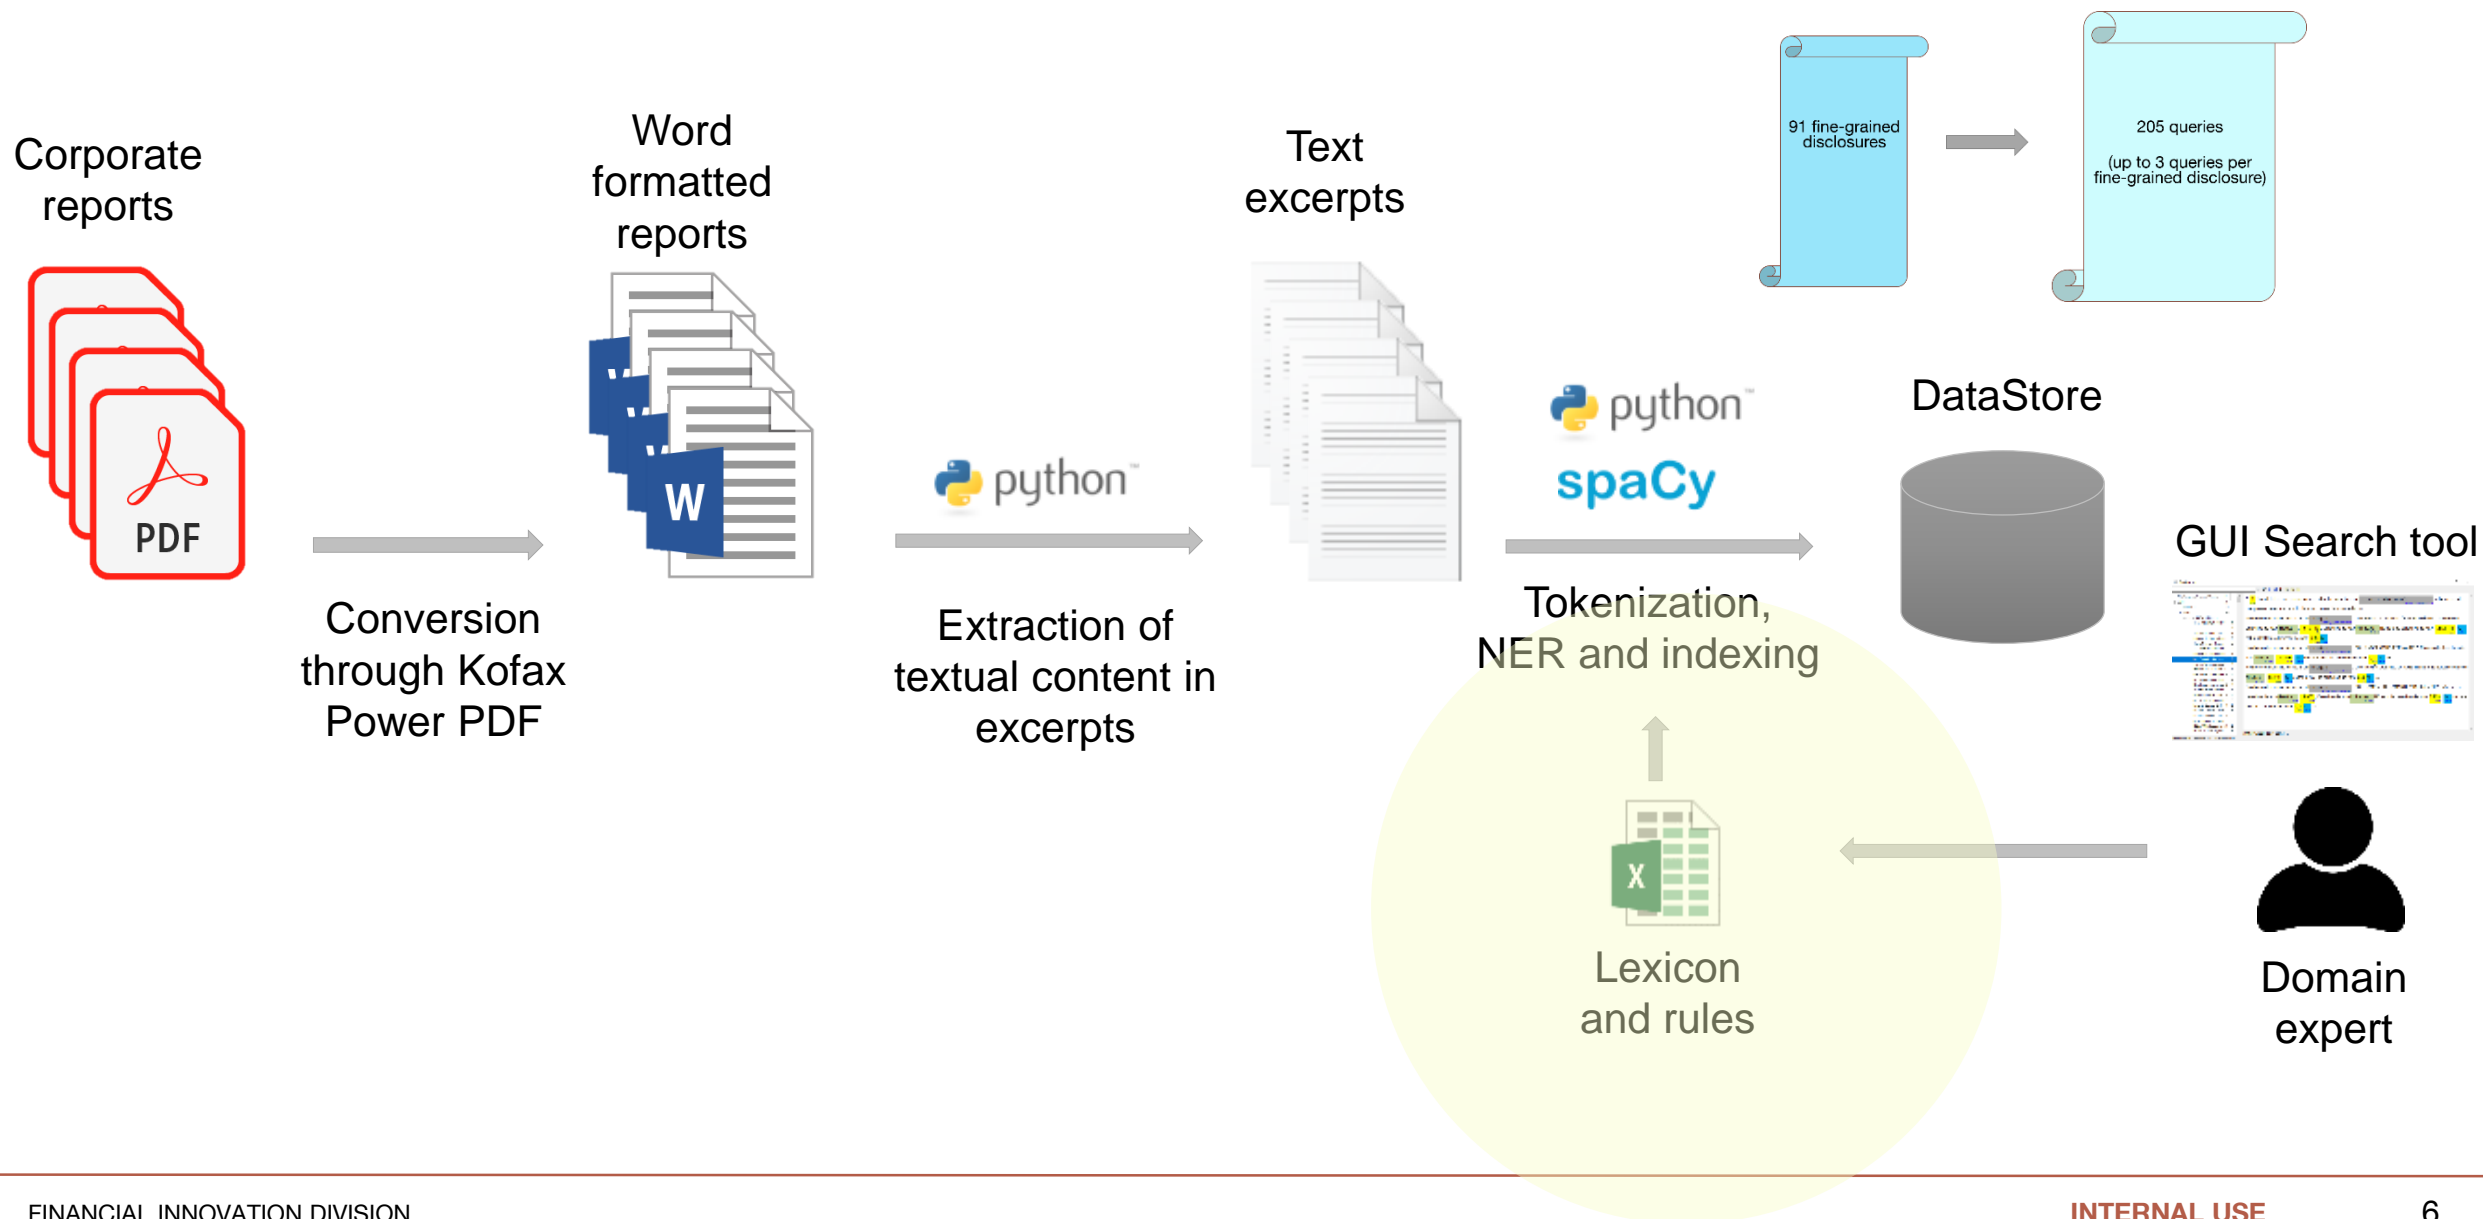 Corporate
reports
PDF
Conversion
through Kofax
Power PDF
Word
formatted
reports
W
python™
Extraction of
textual content in
excerpts
Text
excerpts
python™
spaCy
Tokenization,
NER and indexing
X
Lexicon
and rules
91 fine-grained
disclosures
205 queries
(up to 3 queries per
fine-grained disclosure)
DataStore
GUI Search tool
Domain
expert
FINANCIAL INNOVATION DIVISION
INTERNAL USE
6